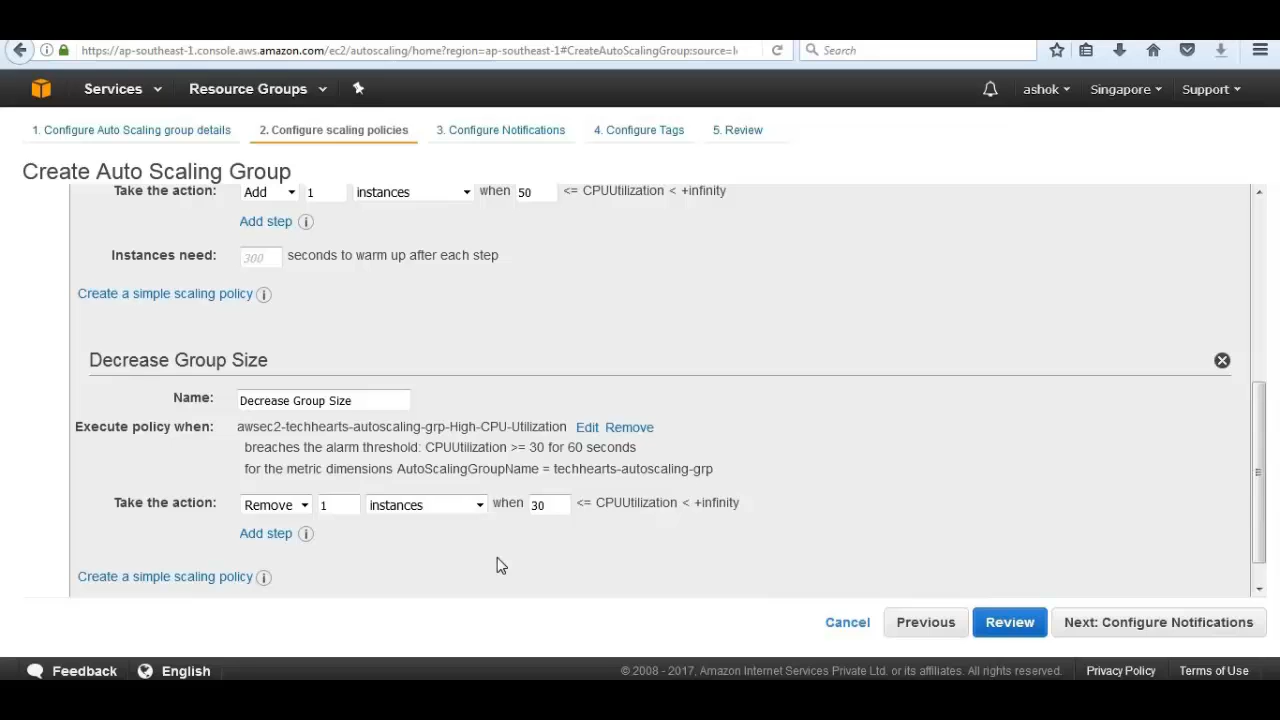 https://ap-southeast-1.console.aws.amazon.com/ec2/autoscaling/home?region=ap-southeast-1#CreateAutoScalingGroup:source=l
Search
Services
Resource Groups
ashok
Singapore
Support
1. Configure Auto Scaling group details
2. Configure scaling policies
3. Configure Notifications
4. Configure Tags
5. Review
Create Auto Scaling Group
Take the action: Add 1 instances when 50 <= CPUUtilization < +infinity
Add step i
Instances need: 300 seconds to warm up after each step
Create a simple scaling policy i
Decrease Group Size
Name: Decrease Group Size
Execute policy when: awsec2-techhearts-autoscaling-grp-High-CPU-Utilization Edit Remove
breaches the alarm threshold: CPUUtilization >= 30 for 60 seconds
for the metric dimensions AutoScalingGroupName = techhearts-autoscaling-grp
Take the action: Remove 1 instances when 30 <= CPUUtilization < +infinity
Add step i
Create a simple scaling policy i
Cancel
Previous
Review
Next: Configure Notifications
Feedback
English
© 2008 - 2017, Amazon Internet Services Private Ltd. or its affiliates. All rights reserved.
Privacy Policy
Terms of Use